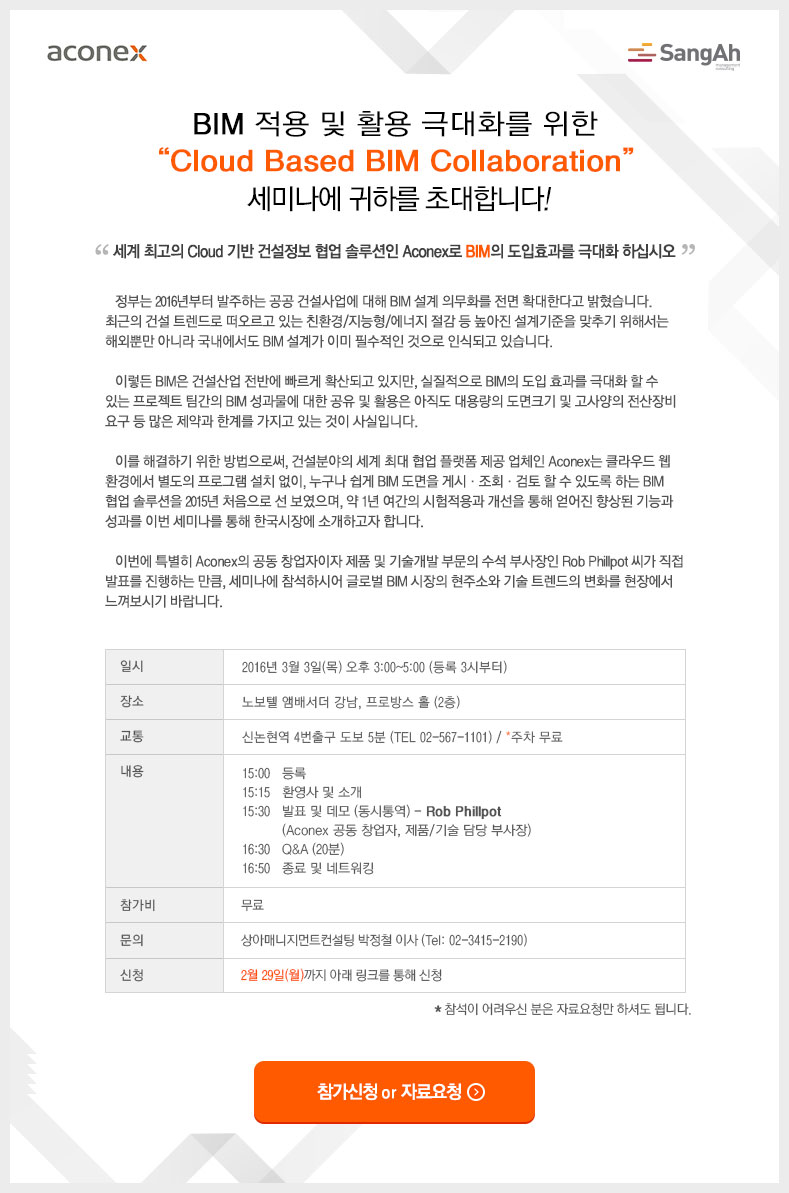 aconex
SangAh
management
consulting
BIM 적용 및 활용 극대화를 위한
“Cloud Based BIM Collaboration”
세미나에 귀하를 초대합니다!
“ 세계 최고의 Cloud 기반 건설정보 협업 솔루션인 Aconex로 BIM의 도입효과를 극대화 하십시오 ”
정부는 2016년부터 발주하는 공공 건설사업에 대해 BIM 설계 의무화를 전면 확대한다고 밝혔습니다.
최근의 건설 트렌드로 떠오르고 있는 친환경/지능형/에너지 절감 등 높아진 설계기준을 맞추기 위해서는
해외뿐만 아니라 국내에서도 BIM 설계가 이미 필수적인 것으로 인식되고 있습니다.
이렇든 BIM은 건설산업 전반에 빠르게 확산되고 있지만, 실질적으로 BIM의 도입 효과를 극대화 할 수
있는 프로젝트 팀간의 BIM 성과물에 대한 공유 및 활용은 아직도 대용량의 도면크기 및 고사양의 전산장비
요구 등 많은 제약과 한계를 가지고 있는 것이 사실입니다.
이를 해결하기 위한 방법으로써, 건설분야의 세계 최대 협업 플랫폼 제공 업체인 Aconex는 클라우드 웹
환경에서 별도의 프로그램 설치 없이, 누구나 쉽게 BIM 도면을 게시 · 조회 · 검토 할 수 있도록 하는 BIM
협업 솔루션을 2015년 처음으로 선 보였으며, 약 1년 여간의 시험적용과 개선을 통해 얻어진 향상된 기능과
성과를 이번 세미나를 통해 한국시장에 소개하고자 합니다.
이번에 특별히 Aconex의 공동 창업자이자 제품 및 기술개발 부문의 수석 부사장인 Rob Phillpot 씨가 직접
발표를 진행하는 만큼, 세미나에 참석하시어 글로벌 BIM 시장의 현주소와 기술 트렌드의 변화를 현장에서
느껴보시기 바랍니다.
일시 2016년 3월 3일(목) 오후 3:00~5:00 (등록 3시부터)
장소 노보텔 앰배서더 강남, 프로방스 홀 (2층)
교통 신논현역 4번출구 도보 5분 (TEL 02-567-1101) / *주차 무료
내용 15:00 등록
15:15 환영사 및 소개
15:30 발표 및 데모 (동시통역) - Rob Phillpot
(Aconex 공동 창업자, 제품/기술 담당 부사장)
16:30 Q&A (20분)
16:50 종료 및 네트워킹
참가비 무료
문의 상아매니지먼트컨설팅 박정철 이사 (Tel: 02-3415-2190)
신청 2월 29일(월)까지 아래 링크를 통해 신청
* 참석이 어려우신 분은 자료요청만 하셔도 됩니다.
참가신청 or 자료요청